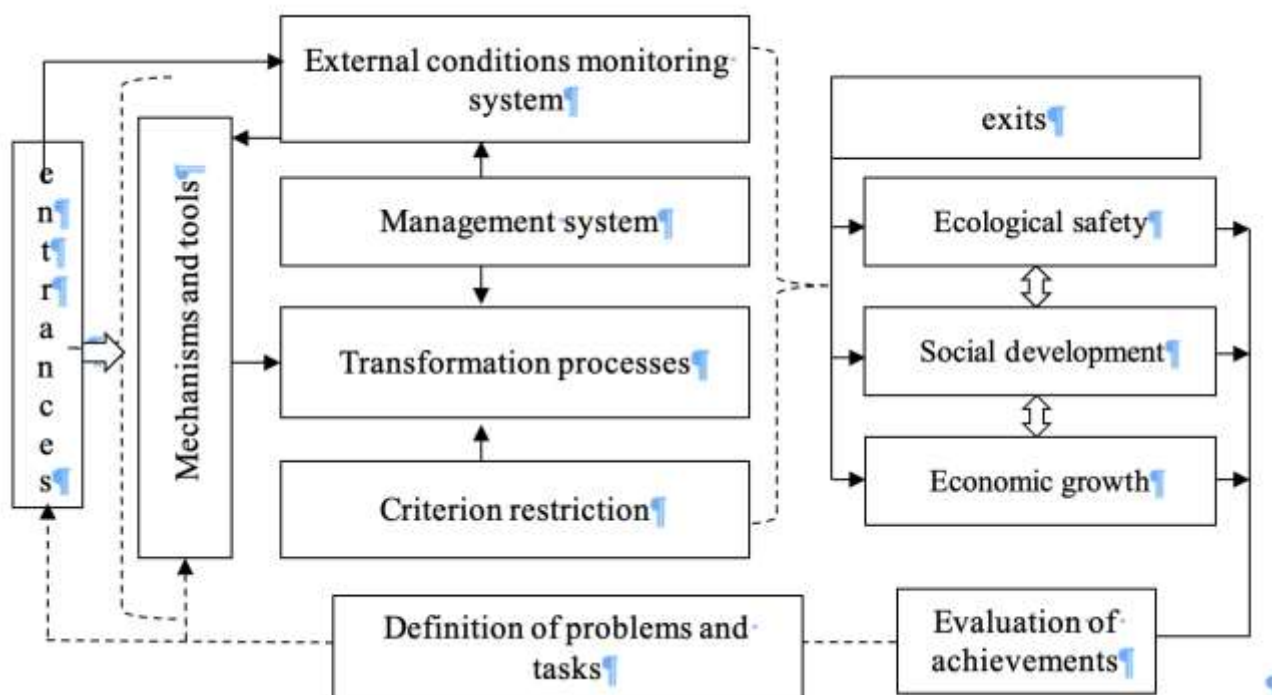 External conditions monitoring
system¶
exits¶
entrances¶
Mechanisms and tools¶
Management system¶
Ecological safety¶
Transformation processes¶
Social development¶
Criterion restriction¶
Economic growth¶
Definition of problems and
tasks¶
Evaluation of
achievements¶